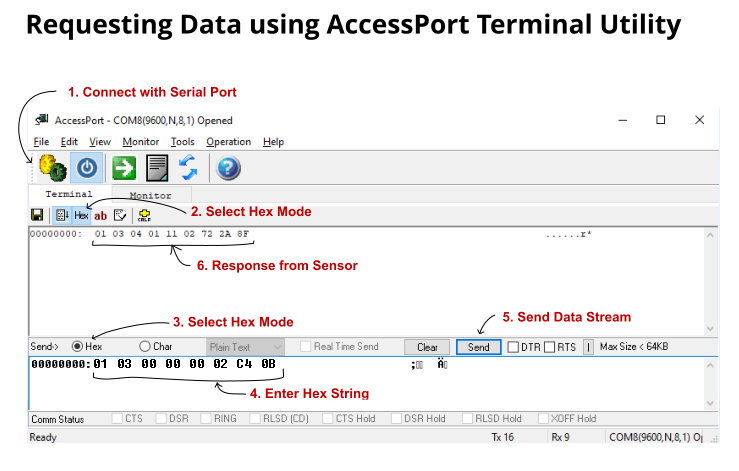 Requesting Data using AccessPort Terminal Utility
1. Connect with Serial Port
AccessPort - COM8(9600,N,8,1) Opened
File Edit View Monitor Tools Operation Help
Terminal Monitor
Hex ab
2. Select Hex Mode
00000000: 01 03 04 01 11 02 72 2A 8F ......r*
6. Response from Sensor
3. Select Hex Mode
5. Send Data Stream
Send-> Hex Char Plain Text Real Time Send Clear Send DTR RTS Max Size < 64KB
00000000: 01 03 00 00 00 02 C4 0B
4. Enter Hex String
Comm Status CTS DSR RING RLSD (CD) CTS Hold DSR Hold RLSD Hold XOFF Hold
Ready Tx 16 Rx 9 COM8(9600,N,8,1) Op